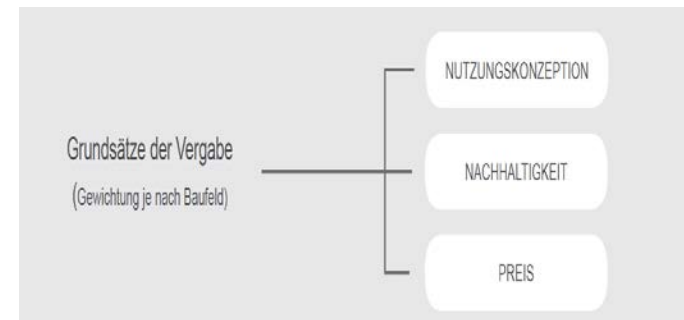 Grundsätze der Vergabe
(Gewichtung je nach Baufeld)
NUTZUNGSKONZEPTION
NACHHALTIGKEIT
PREIS